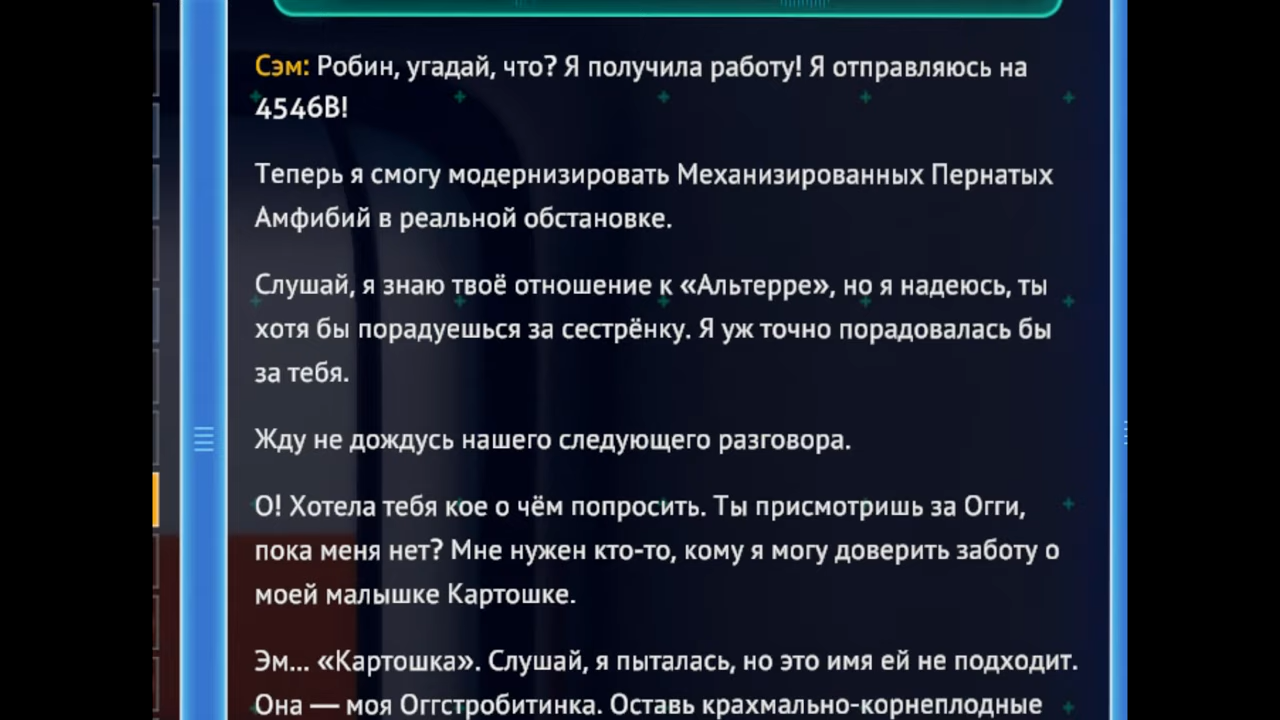 Сэм: Робин, угадай, что? Я получила работу! Я отправляюсь на
4546B!
Теперь я смогу модернизировать Механизированных Пернатых
Амфибий в реальной обстановке.
Слушай, я знаю твоё отношение к «Альтерре», но я надеюсь, ты
хотя бы порадуешься за сестрёнку. Я уж точно порадовалась бы
за тебя.
Жду не дождусь нашего следующего разговора.
О! Хотела тебя кое о чём попросить. Ты присмотришь за Огги,
пока меня нет? Мне нужен кто-то, кому я могу доверить заботу о
моей малышке Картошке.
Эм... «Картошка». Слушай, я пыталась, но это имя ей не подходит.
Она — моя Оггстробитинка. Оставь крахмально-корнеплодные